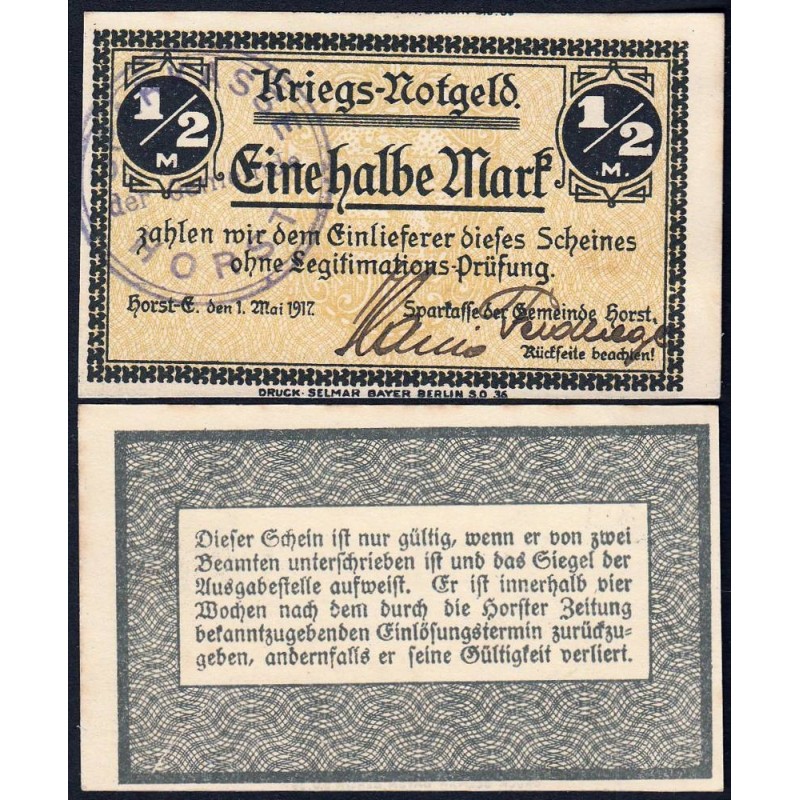 1/2
M
Kriegs-Notgeld.
1/2
.M.
Eine halbe Mark
zahlen wir dem Einlieferer dieses Scheines
ohne Legitimations-Prüfung.
Horst-E. den 1. Mai 1917.
Sparkasse der Gemeinde Horst.
Rückseite beachten!
der
HORST
DRUCK · SELMAR BAYER BERLIN S.O. 36
Dieser Schein ist nur gültig, wenn er von zwei
Beamten unterschrieben ist und das Siegel der
Ausgabestelle aufweist. Er ist innerhalb vier
Wochen nach dem durch die Horster Zeitung
bekanntzugebenden Einlösungstermin zurückzu-
geben, andernfalls er seine Gültigkeit verliert.